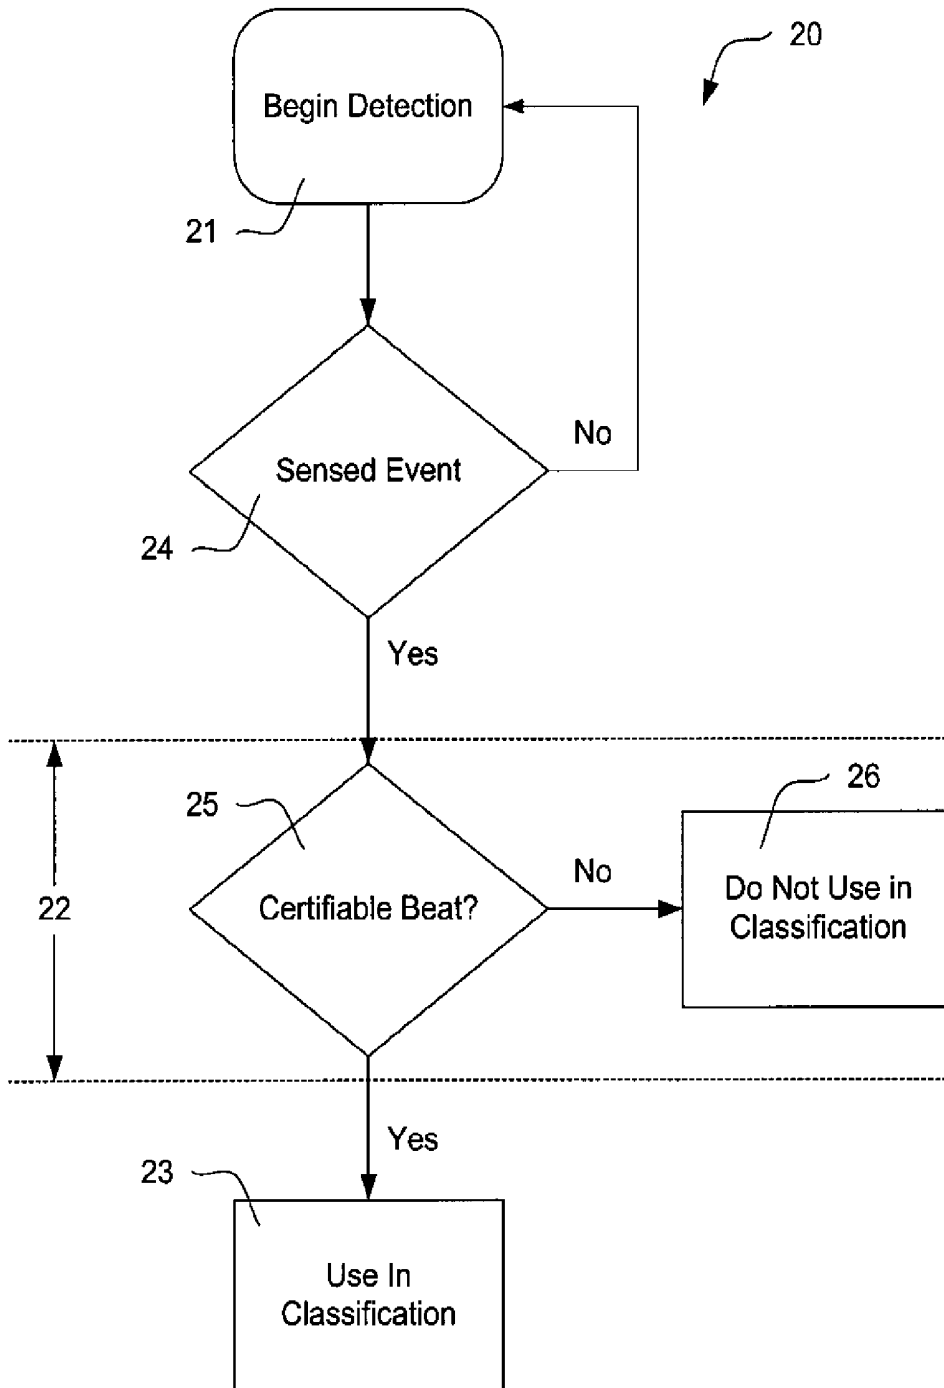 20
Begin Detection
21
No
Sensed Event
24
Yes
26
25
No
Do Not Use in
Classification
Certifiable Beat?
22
Yes
23
Use In
Classification